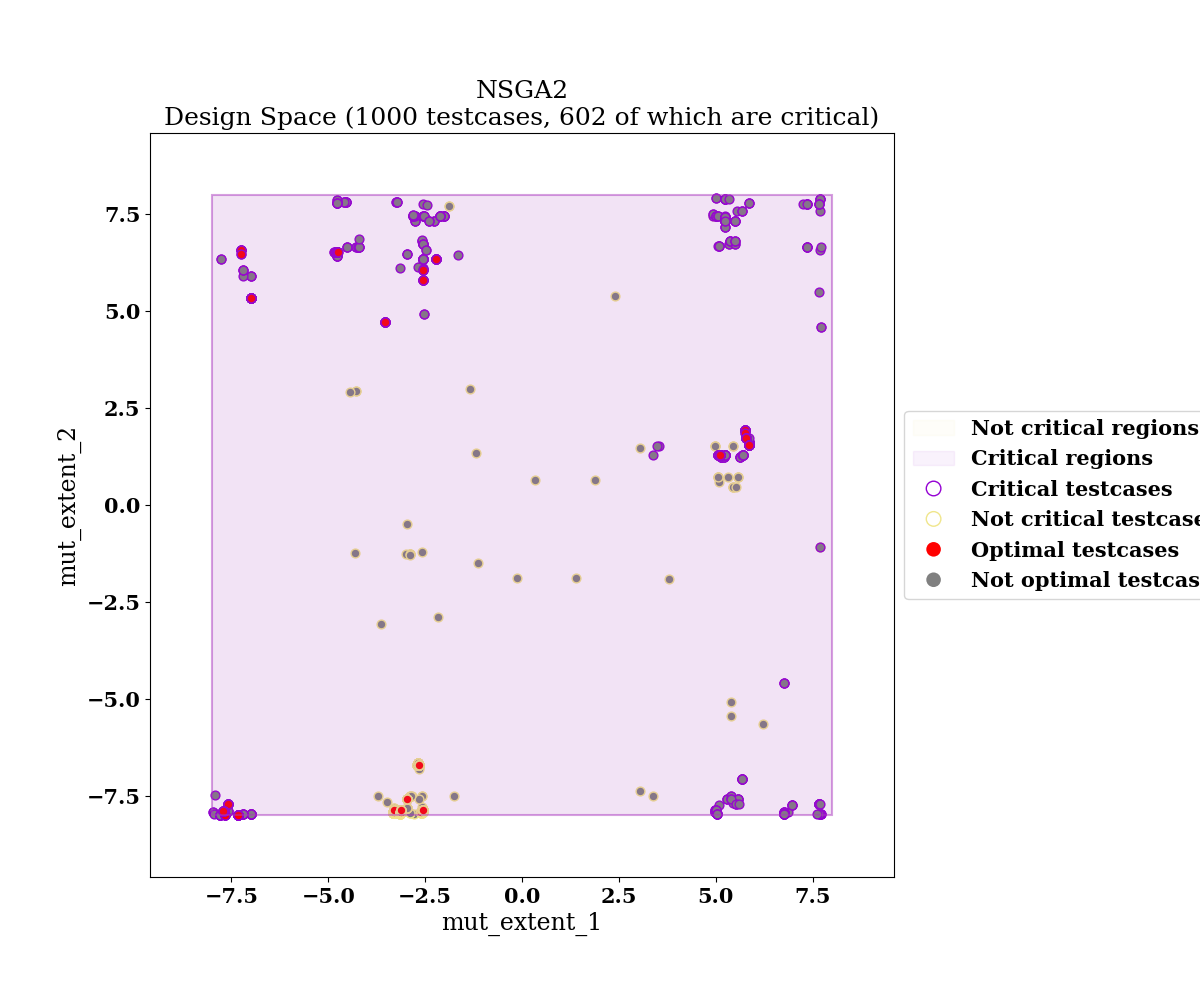 NSGA2
Design Space (1000 testcases, 602 of which are critical)
mut_extent_2
7.5
5.0
2.5
0.0
−2.5
−5.0
−7.5
−7.5 −5.0 −2.5 0.0 2.5 5.0 7.5
mut_extent_1
Not critical regions
Critical regions
Critical testcases
Not critical testcase
Optimal testcases
Not optimal testcas